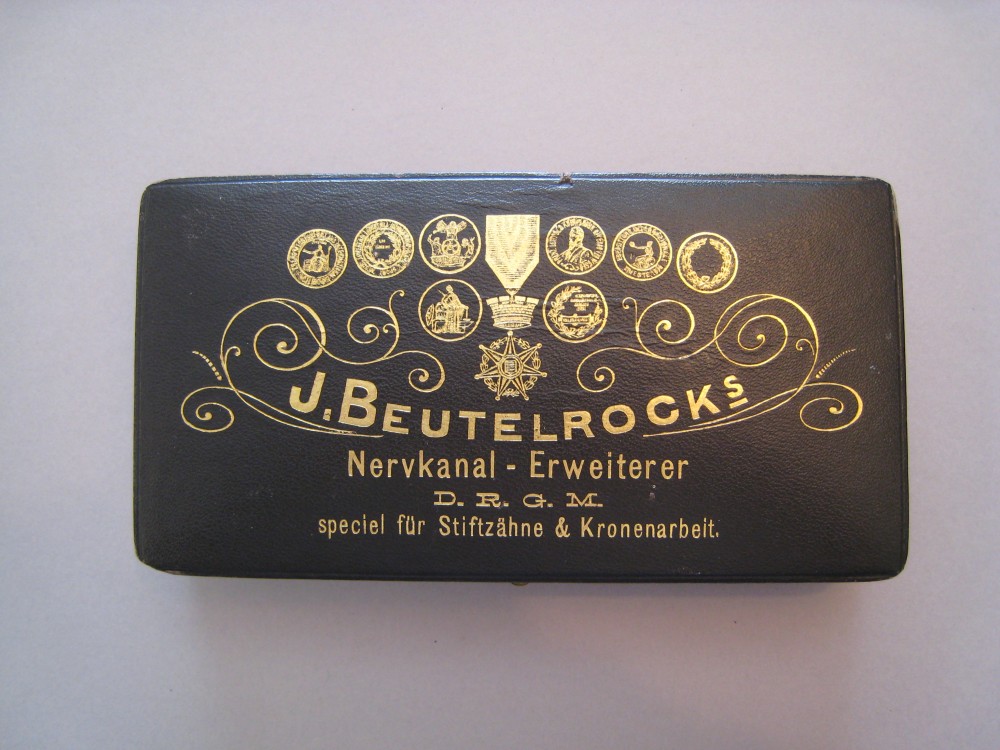 J. BEUTELROCKS
Nervkanal - Erweiterer
D. R. G. M.
speciel für Stiftzähne & Kronenarbeit.